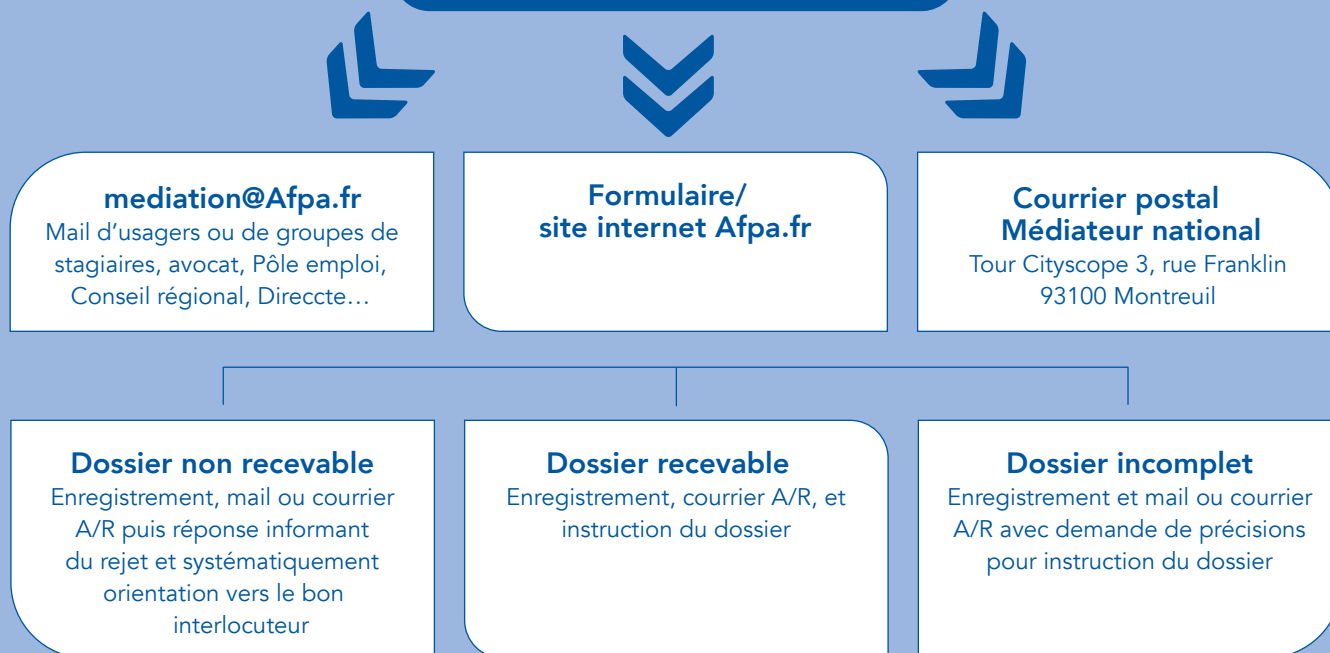 mediation@Afpa.fr
Mail d'usagers ou de groupes de
stagiaires, avocat, Pôle emploi,
Conseil régional, Direccte…
Formulaire/
site internet Afpa.fr
Courrier postal
Médiateur national
Tour Cityscope 3, rue Franklin
93100 Montreuil
Dossier non recevable
Enregistrement, mail ou courrier
A/R puis réponse informant
du rejet et systématiquement
orientation vers le bon
interlocuteur
Dossier recevable
Enregistrement, courrier A/R, et
instruction du dossier
Dossier incomplet
Enregistrement et mail ou courrier
A/R avec demande de précisions
pour instruction du dossier